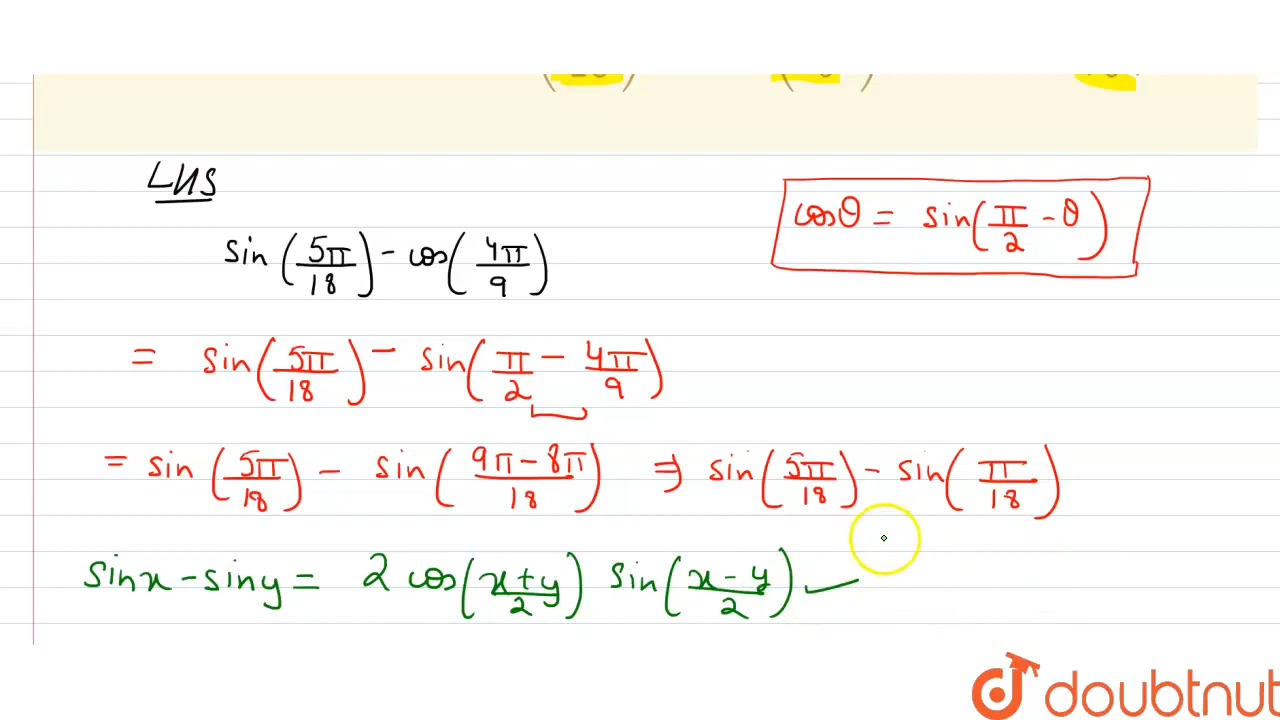 LHS
cosθ = sin(π/2 - θ)
sin(5π/18) - cos(4π/9)
= sin(5π/18) - sin(π/2 - 4π/9)
= sin(5π/18) - sin((9π - 8π)/18) ⇒ sin(5π/18) - sin(π/18)
sinx - siny = 2 cos((x+y)/2) sin((x-y)/2)
doubtnut